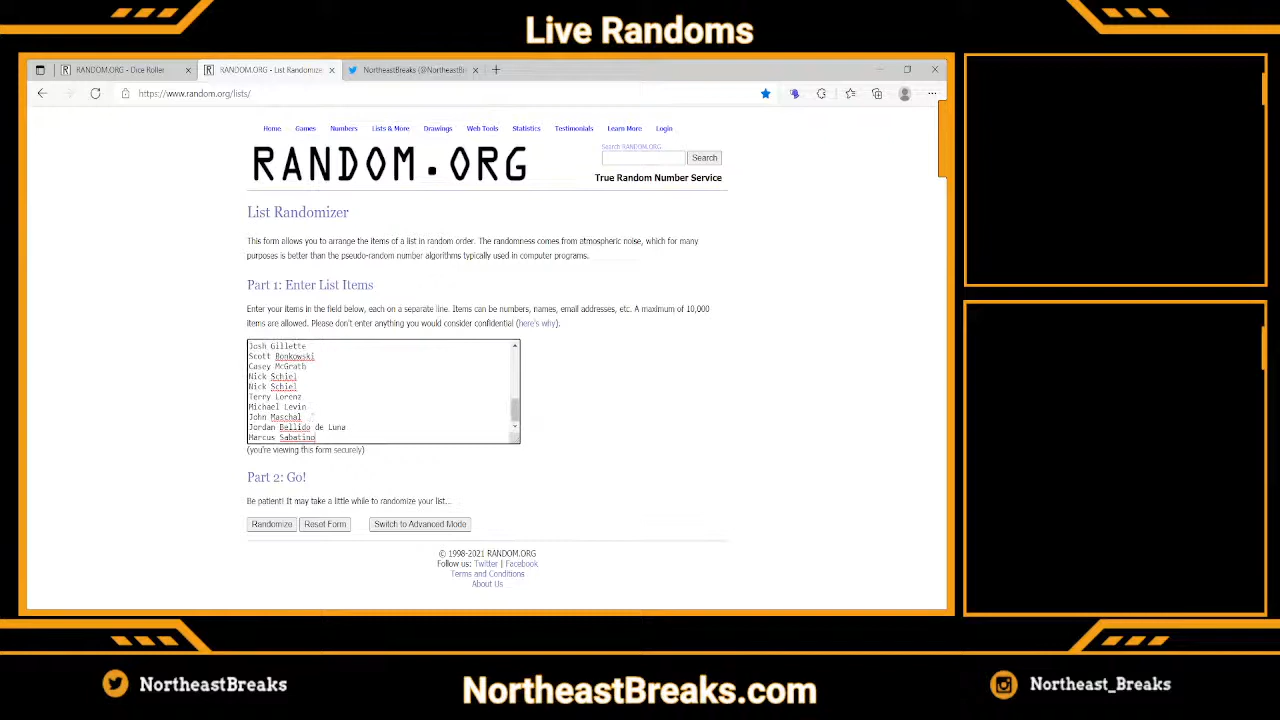 Live Randoms
RANDOM.ORG - Dice Roller
RANDOM.ORG - List Randomize
NortheastBreaks (@NortheastBr
https://www.random.org/lists/
Home Games Numbers Lists & More Drawings Web Tools Statistics Testimonials Learn More Login
RANDOM.ORG
Search RANDOM.ORG
Search
True Random Number Service
List Randomizer
This form allows you to arrange the items of a list in random order. The randomness comes from atmospheric noise, which for many
purposes is better than the pseudo-random number algorithms typically used in computer programs.
Part 1: Enter List Items
Enter your items in the field below, each on a separate line. Items can be numbers, names, email addresses, etc. A maximum of 10,000
items are allowed. Please don't enter anything you would consider confidential (here's why).
Josh Gillette
Scott Bonkowski
Casey McGrath
Nick Schiel
Nick Schiel
Terry Lorenz
Michael Levin
John Maschal
Jordan Bellido de Luna
Marcus Sabatino
(you're viewing this form securely)
Part 2: Go!
Be patient! It may take a little while to randomize your list...
Randomize Reset Form Switch to Advanced Mode
© 1998-2021 RANDOM.ORG
Follow us: Twitter | Facebook
Terms and Conditions
About Us
NortheastBreaks
NortheastBreaks.com
Northeast_Breaks